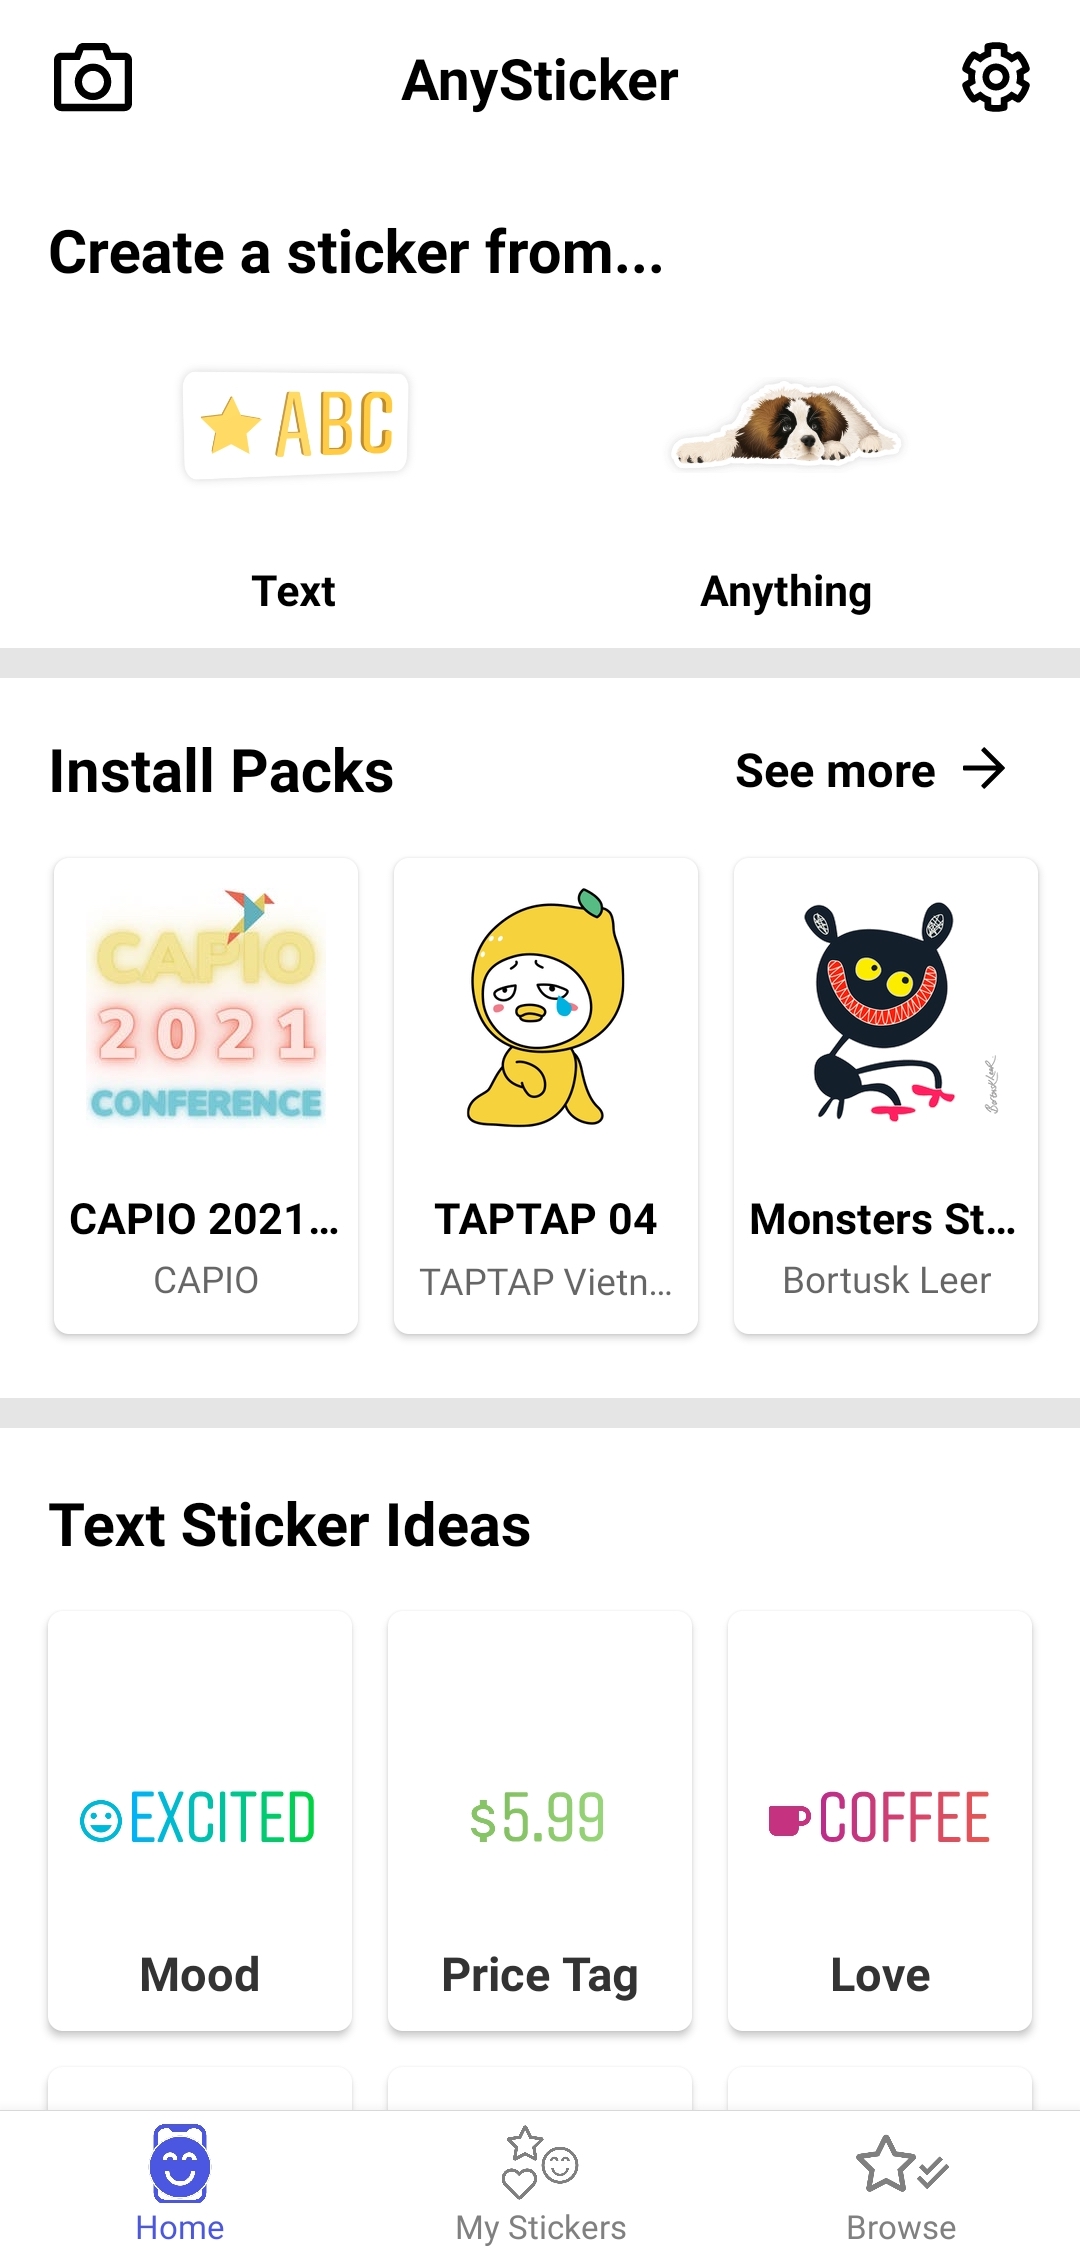 AnySticker
Create a sticker from...
ABC
Text
Anything
Install Packs
See more
CAPIO
2021
CONFERENCE
Bortusk Leer
CAPIO 2021...
TAPTAP 04
Monsters St...
CAPIO
TAPTAP Vietn...
Bortusk Leer
Text Sticker Ideas
EXCITED
$5.99
COFFEE
Mood
Price Tag
Love
Home
My Stickers
Browse